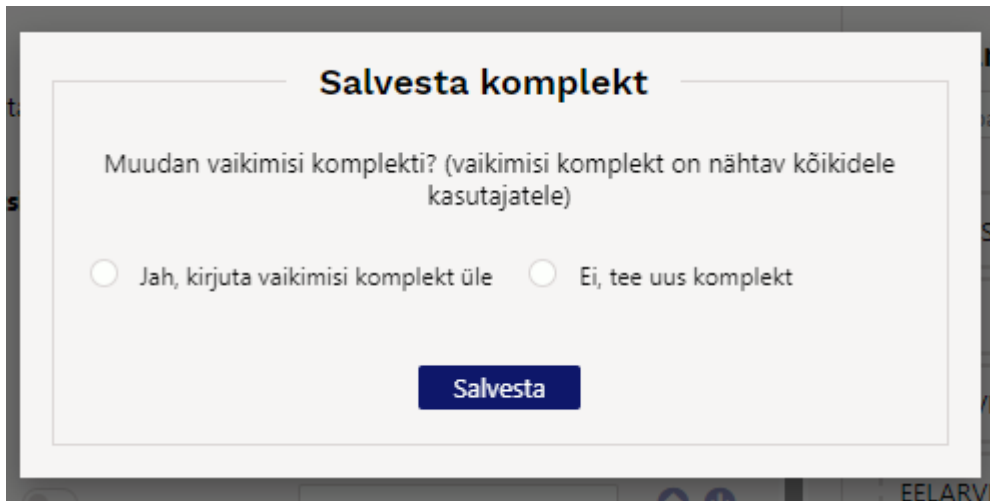 Salvesta komplekt
Muudan vaikimisi komplekti? (vaikimisi komplekt on nähtav kõikidele
kasutajatele)
Jah, kirjuta vaikimisi komplekt üle
Ei, tee uus komplekt
Salvesta